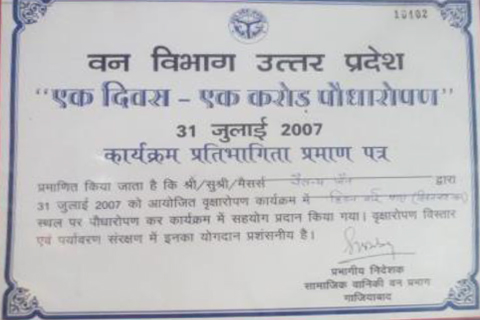 10102
वन विभाग उत्तर प्रदेश
"एक दिवस - एक करोड़ पौधारोपण"
31 जुलाई 2007
कार्यक्रम प्रतिभागिता प्रमाण पत्र
प्रमाणित किया जाता है कि श्री/सुश्री/मैसर्स द्वारा
31 जुलाई 2007 को आयोजित वृक्षारोपण कार्यक्रम में
स्थल पर पौधारोपण कर कार्यक्रम में सहयोग प्रदान किया गया। वृक्षारोपण विस्तार
एवं पर्यावरण संरक्षण में इनका योगदान प्रशंसनीय है।
प्रभागीय निदेशक
सामाजिक वानिकी वन प्रभाग
गाजियाबाद